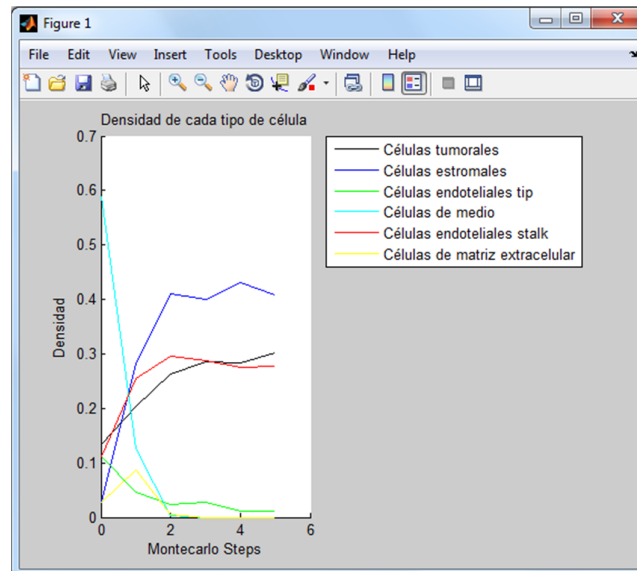 Figure 1
File Edit View Insert Tools Desktop Window Help
Densidad de cada tipo de célula
0.7
0.6
0.5
0.4
0.3
0.2
0.1
0
Densidad
0 2 4 6
Montecarlo Steps
Células tumorales
Células estromales
Células endoteliales tip
Células de medio
Células endoteliales stalk
Células de matriz extracelular